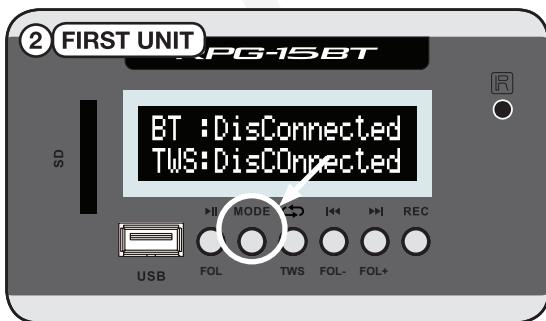 2 FIRST UNIT
RPG-15BT
BT :DisConnected
TWS:DisCOnnected
SD
R
MODE
REC
USB
FOL
TWS
FOL-
FOL+